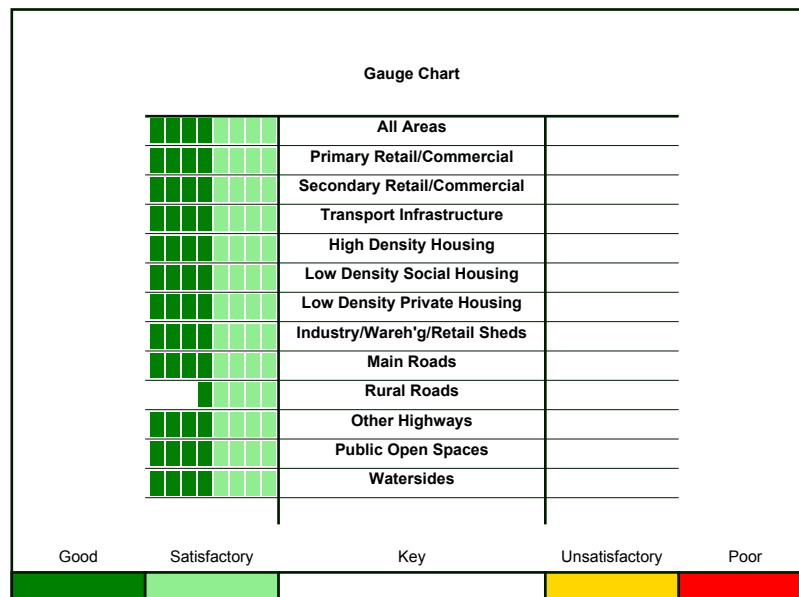 Gauge Chart
All Areas
Primary Retail/Commercial
Secondary Retail/Commercial
Transport Infrastructure
High Density Housing
Low Density Social Housing
Low Density Private Housing
Industry/Wareh'g/Retail Sheds
Main Roads
Rural Roads
Other Highways
Public Open Spaces
Watersides
Good Satisfactory Key Unsatisfactory Poor